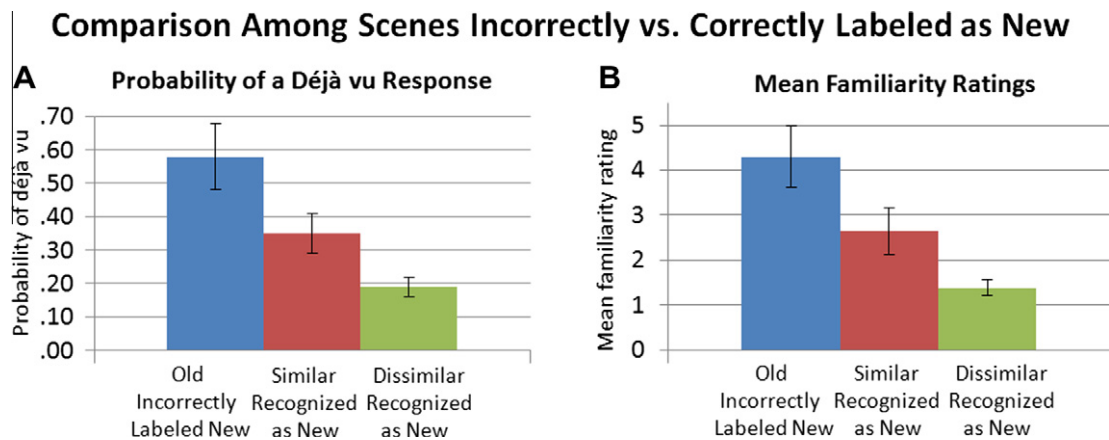 Comparison Among Scenes Incorrectly vs. Correctly Labeled as New
A
Probability of a Déjà vu Response
Probability of déjà vu
.70
.60
.50
.40
.30
.20
.10
.00
Old
Incorrectly
Labeled New
Similar
Recognized
as New
Dissimilar
Recognized
as New
B
Mean Familiarity Ratings
Mean familiarity rating
5
4
3
2
1
0
Old
Incorrectly
Labeled New
Similar
Recognized
as New
Dissimilar
Recognized
as New